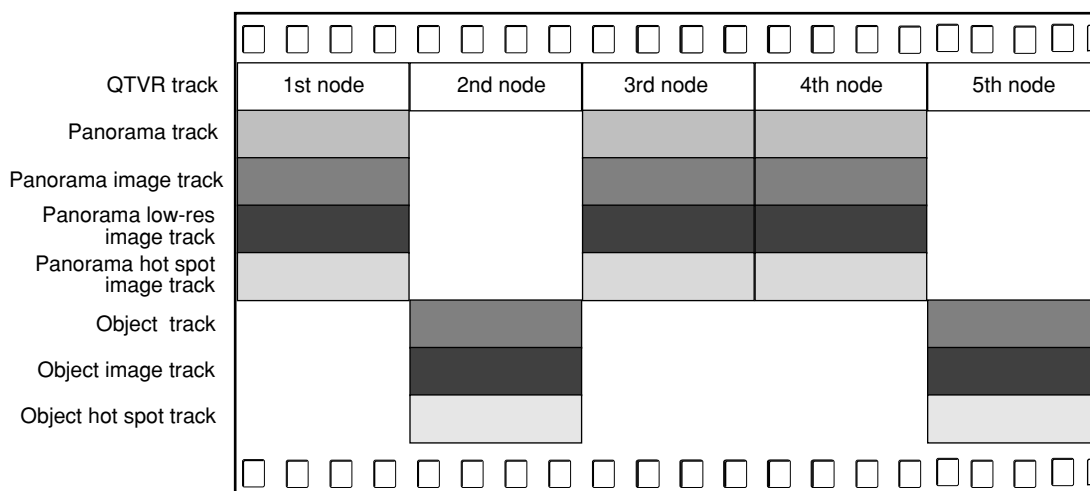 QTVR track 1st node 2nd node 3rd node 4th node 5th node
Panorama track
Panorama image track
Panorama low-res
image track
Panorama hot spot
image track
Object track
Object image track
Object hot spot track